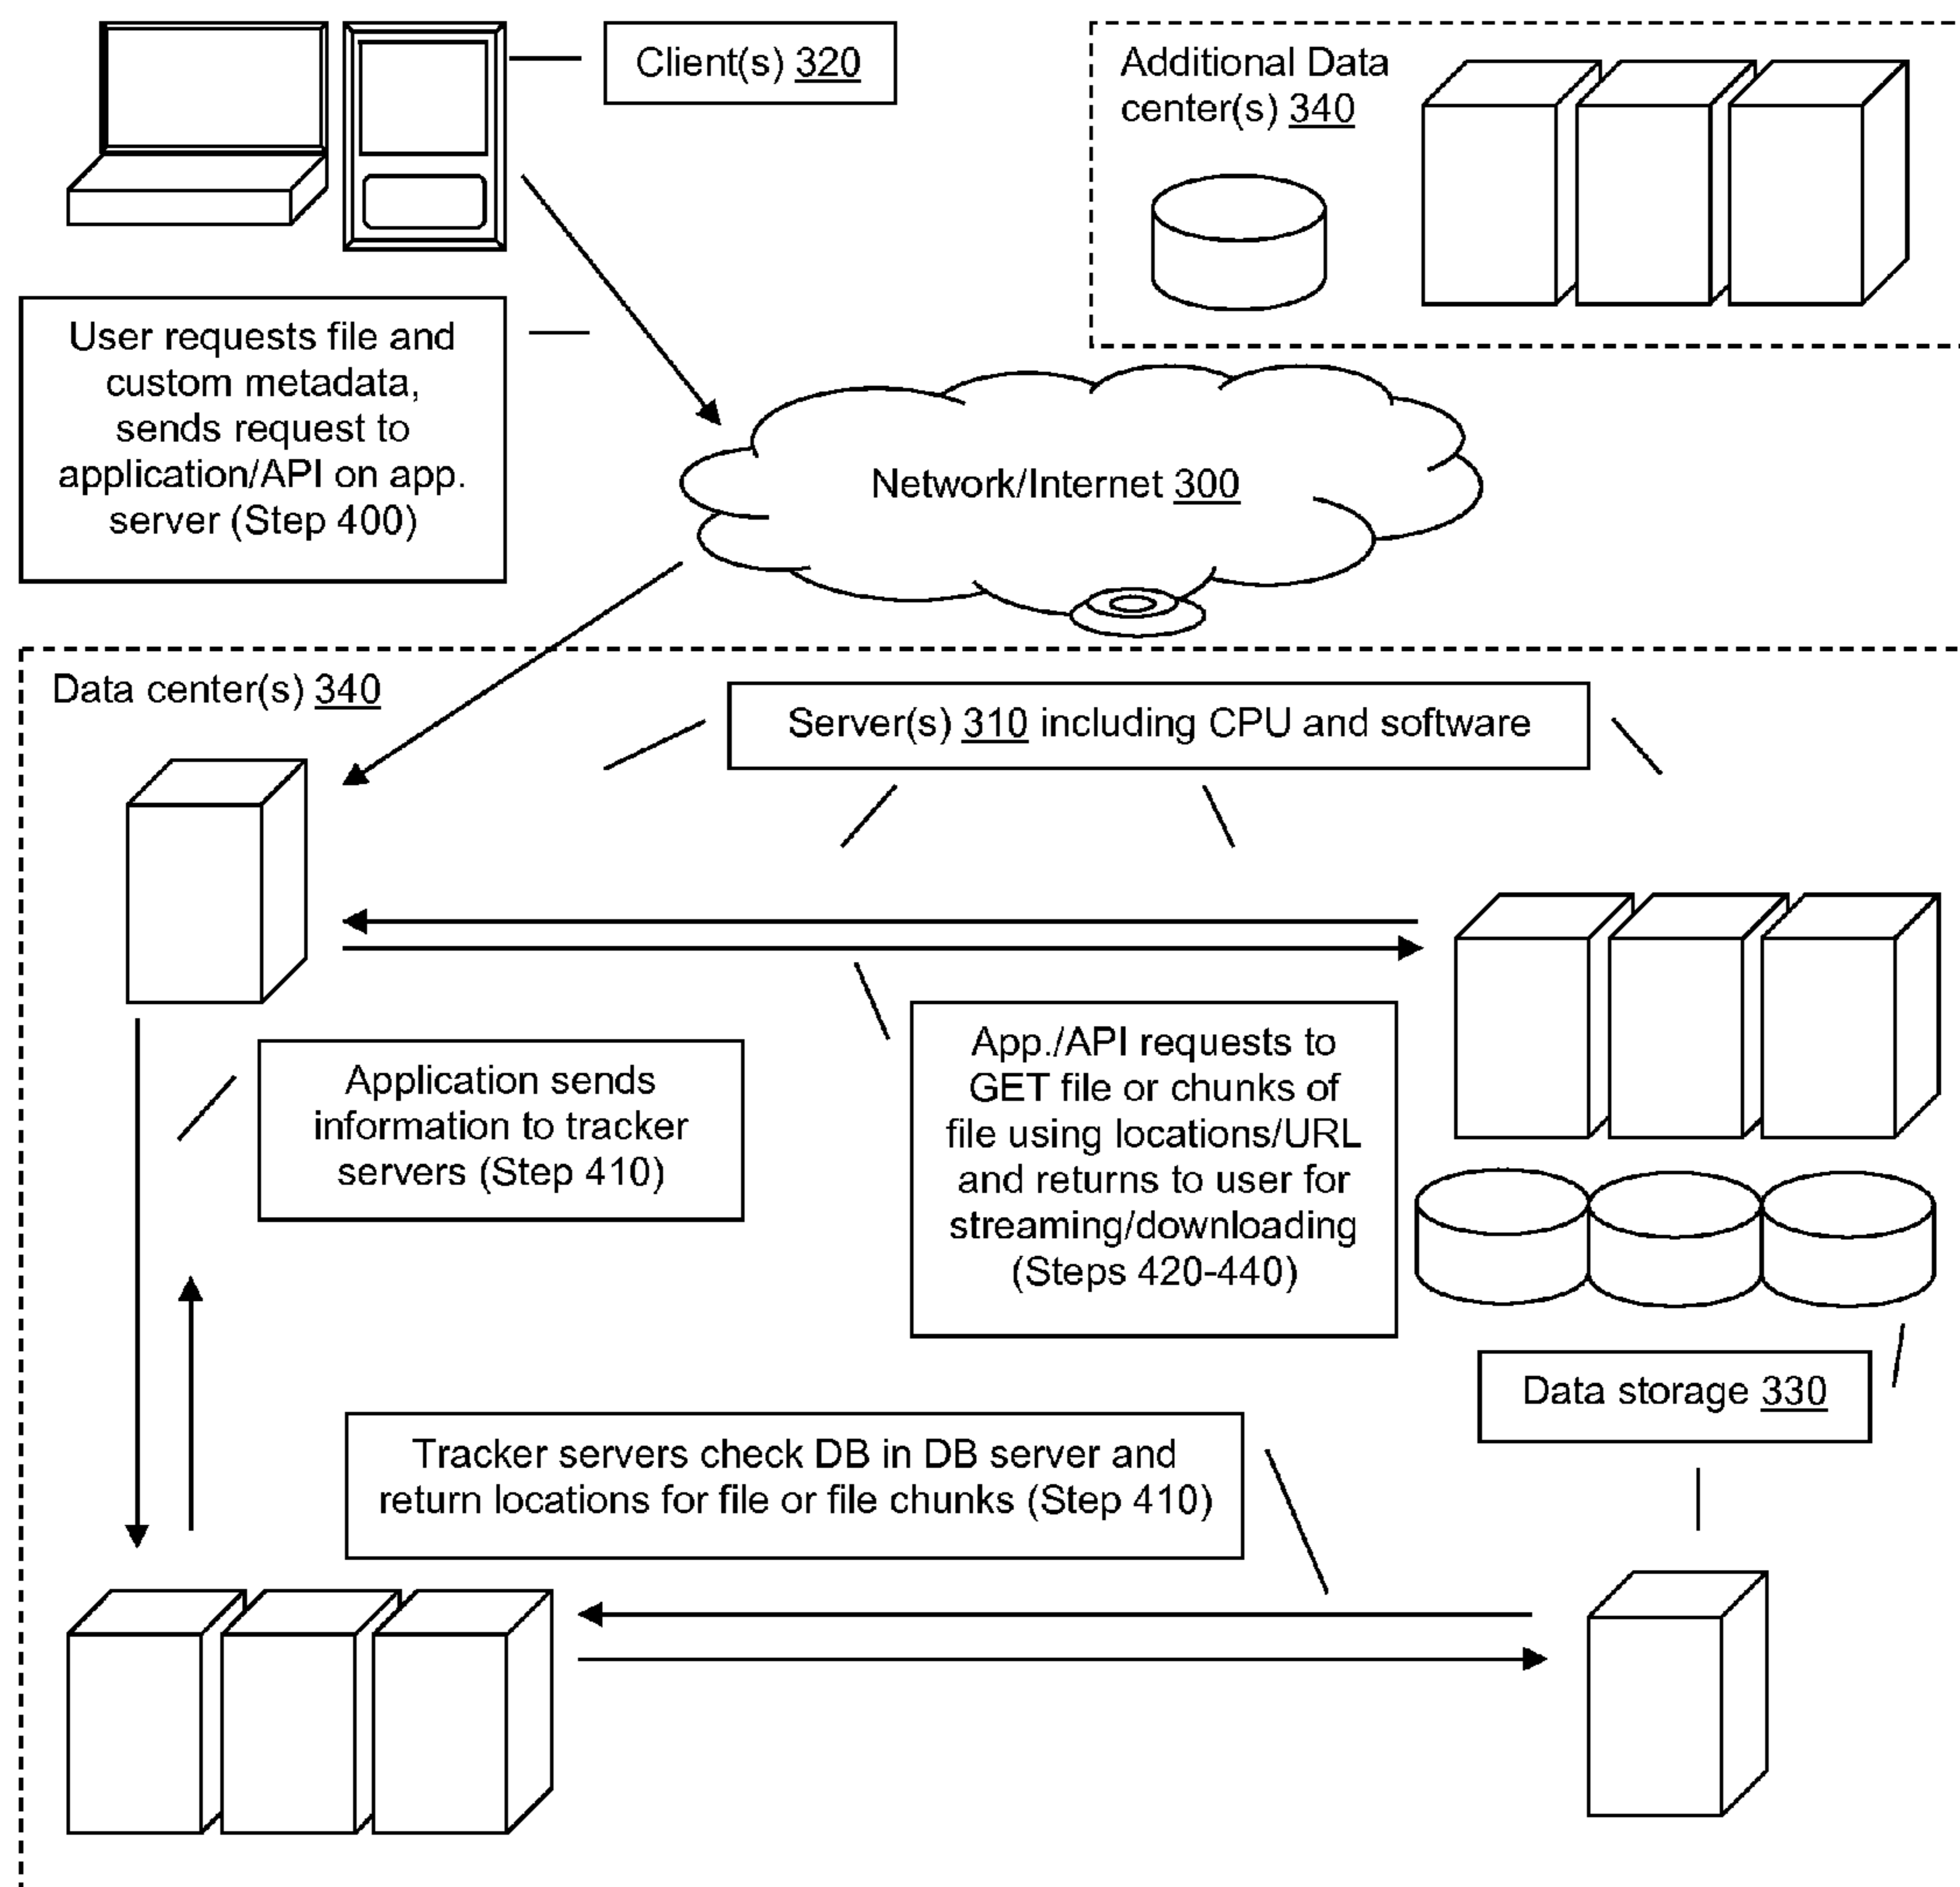 Client(s) 320
Additional Data
center(s) 340
User requests file and
custom metadata,
sends request to
application/API on app.
server (Step 400)
Network/Internet 300
Data center(s) 340
Server(s) 310 including CPU and software
Application sends
information to tracker
servers (Step 410)
App./API requests to
GET file or chunks of
file using locations/URL
and returns to user for
streaming/downloading
(Steps 420-440)
Data storage 330
Tracker servers check DB in DB server and
return locations for file or file chunks (Step 410)